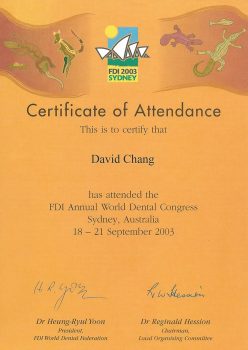 FDI 2003
SYDNEY
Certificate of Attendance
This is to certify that
David Chang
has attended the
FDI Annual World Dental Congress
Sydney, Australia
18 – 21 September 2003
Dr Heung-Ryul Yoon
President,
FDI World Dental Federation
Dr Reginald Hession
Chairman,
Local Organising Committee